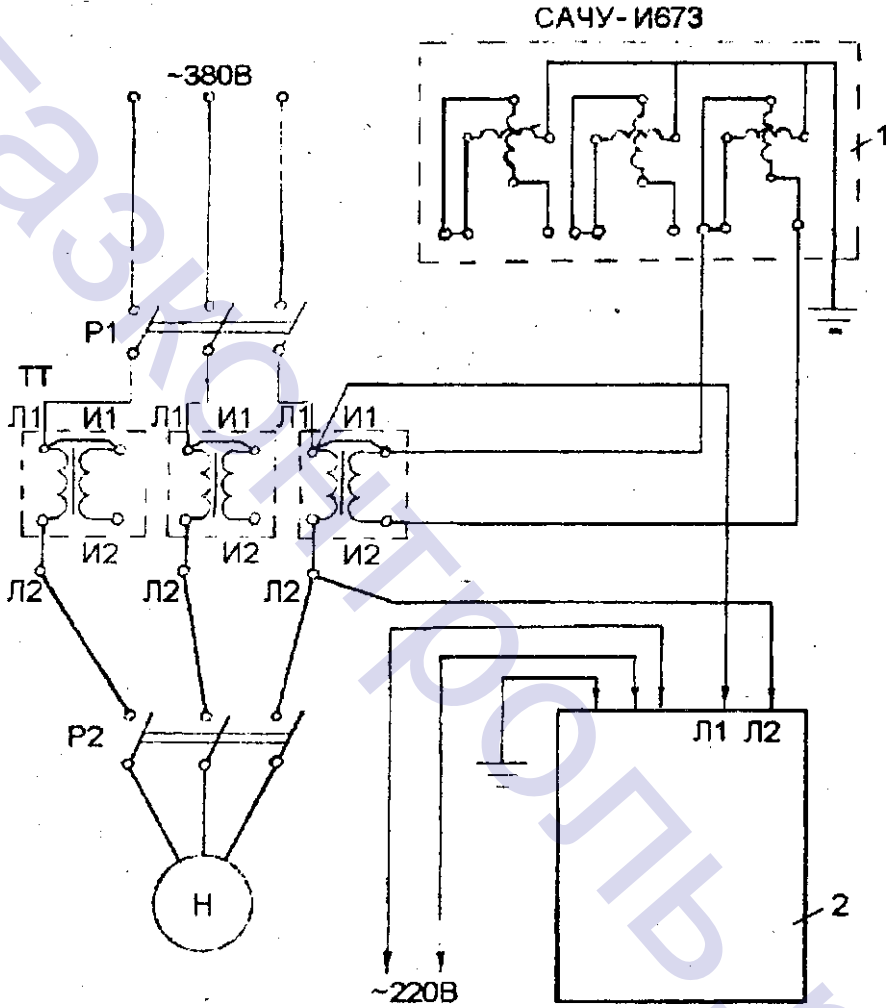 САЧУ-И673
~380В
1
Р1
ТТ
Л1 И1 Л1 И1 Л1 И1
И2 И2 И2
Л2 Л2 Л2
Р2
Л1 Л2
Н
2
~220В
газконтроль